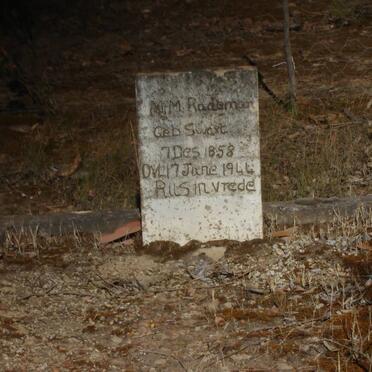 M.M. Rademan
Geb Swart
7 Des 1858
Ovl 17 June 1944
Rus in vrede